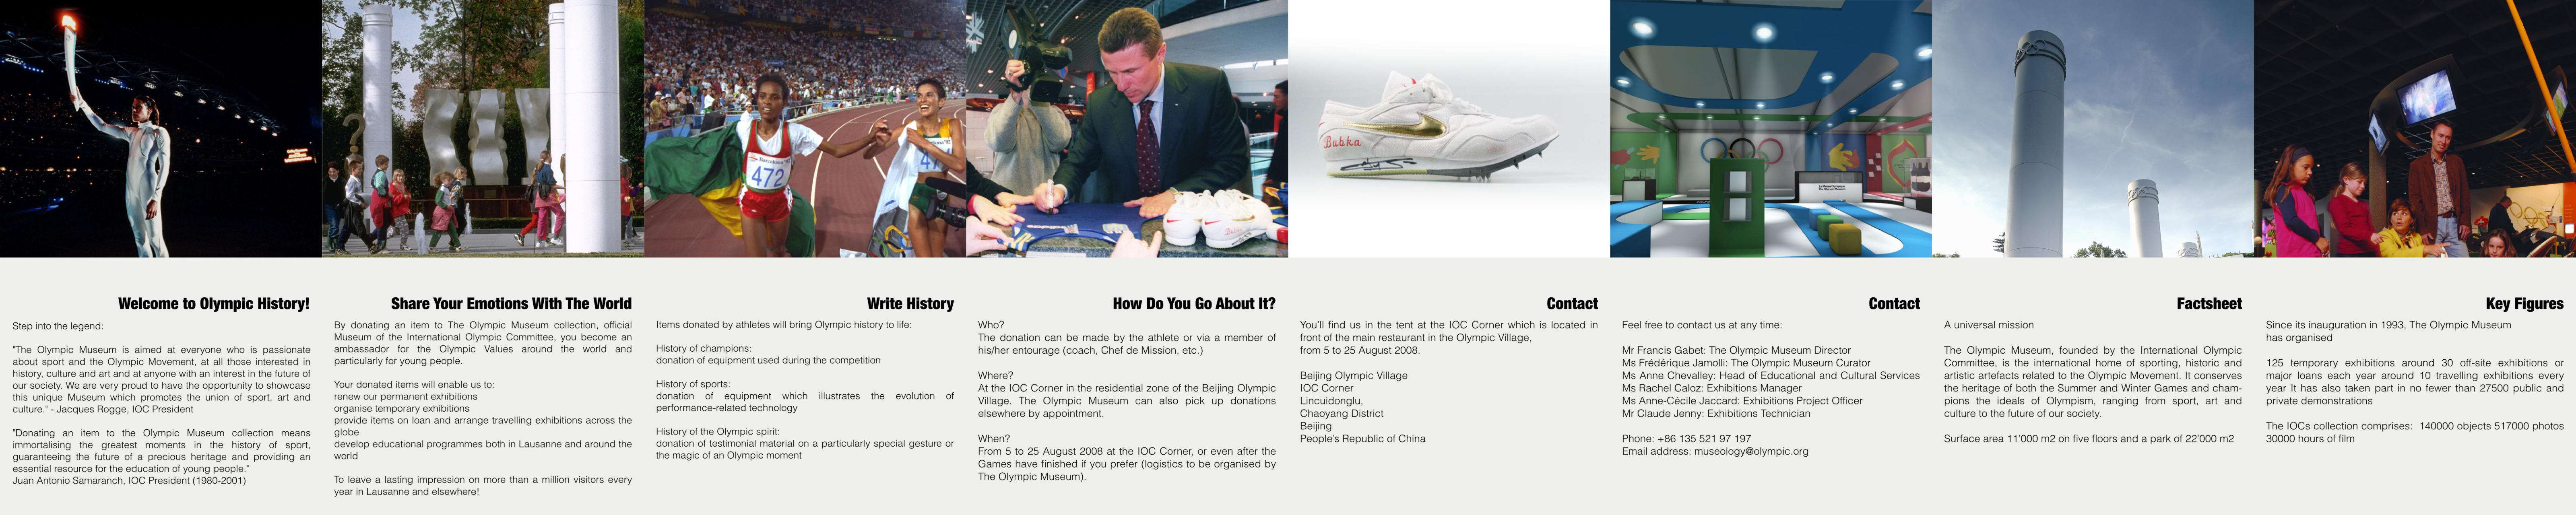 472
Barcelona'92
Bubka
Welcome to Olympic History!
Step into the legend:
"The Olympic Museum is aimed at everyone who is passionate
about sport and the Olympic Movement, at all those interested in
history, culture and art and at anyone with an interest in the future of
our society. We are very proud to have the opportunity to showcase
this unique Museum which promotes the union of sport, art and
culture." - Jacques Rogge, IOC President
"Donating an item to the Olympic Museum collection means
immortalising the greatest moments in the history of sport,
guaranteeing the future of a precious heritage and providing an
essential resource for the education of young people."
Juan Antonio Samaranch, IOC President (1980-2001)
Share Your Emotions With The World
By donating an item to The Olympic Museum collection, official
Museum of the International Olympic Committee, you become an
ambassador for the Olympic Values around the world and
particularly for young people.
Your donated items will enable us to:
renew our permanent exhibitions
organise temporary exhibitions
provide items on loan and arrange travelling exhibitions across the
globe
develop educational programmes both in Lausanne and around the
world
To leave a lasting impression on more than a million visitors every
year in Lausanne and elsewhere!
Write History
Items donated by athletes will bring Olympic history to life:
History of champions:
donation of equipment used during the competition
History of sports:
donation of equipment which illustrates the evolution of
performance-related technology
History of the Olympic spirit:
donation of testimonial material on a particularly special gesture or
the magic of an Olympic moment
How Do You Go About It?
Who?
The donation can be made by the athlete or via a member of
his/her entourage (coach, Chef de Mission, etc.)
Where?
At the IOC Corner in the residential zone of the Beijing Olympic
Village. The Olympic Museum can also pick up donations
elsewhere by appointment.
When?
From 5 to 25 August 2008 at the IOC Corner, or even after the
Games have finished if you prefer (logistics to be organised by
The Olympic Museum).
Contact
You'll find us in the tent at the IOC Corner which is located in
front of the main restaurant in the Olympic Village,
from 5 to 25 August 2008.
Beijing Olympic Village
IOC Corner
Lincuidonglu,
Chaoyang District
Beijing
People's Republic of China
Contact
Feel free to contact us at any time:
Mr Francis Gabet: The Olympic Museum Director
Ms Frédérique Jamolli: The Olympic Museum Curator
Ms Anne Chevalley: Head of Educational and Cultural Services
Ms Rachel Caloz: Exhibitions Manager
Ms Anne-Cécile Jaccard: Exhibitions Project Officer
Mr Claude Jenny: Exhibitions Technician
Phone: +86 135 521 97 197
Email address: museology@olympic.org
Factsheet
A universal mission
The Olympic Museum, founded by the International Olympic
Committee, is the international home of sporting, historic and
artistic artefacts related to the Olympic Movement. It conserves
the heritage of both the Summer and Winter Games and cham-
pions the ideals of Olympism, ranging from sport, art and
culture to the future of our society.
Surface area 11'000 m2 on five floors and a park of 22'000 m2
Key Figures
Since its inauguration in 1993, The Olympic Museum
has organised
125 temporary exhibitions around 30 off-site exhibitions or
major loans each year around 10 travelling exhibitions every
year It has also taken part in no fewer than 27500 public and
private demonstrations
The IOCs collection comprises: 140000 objects 517000 photos
30000 hours of film